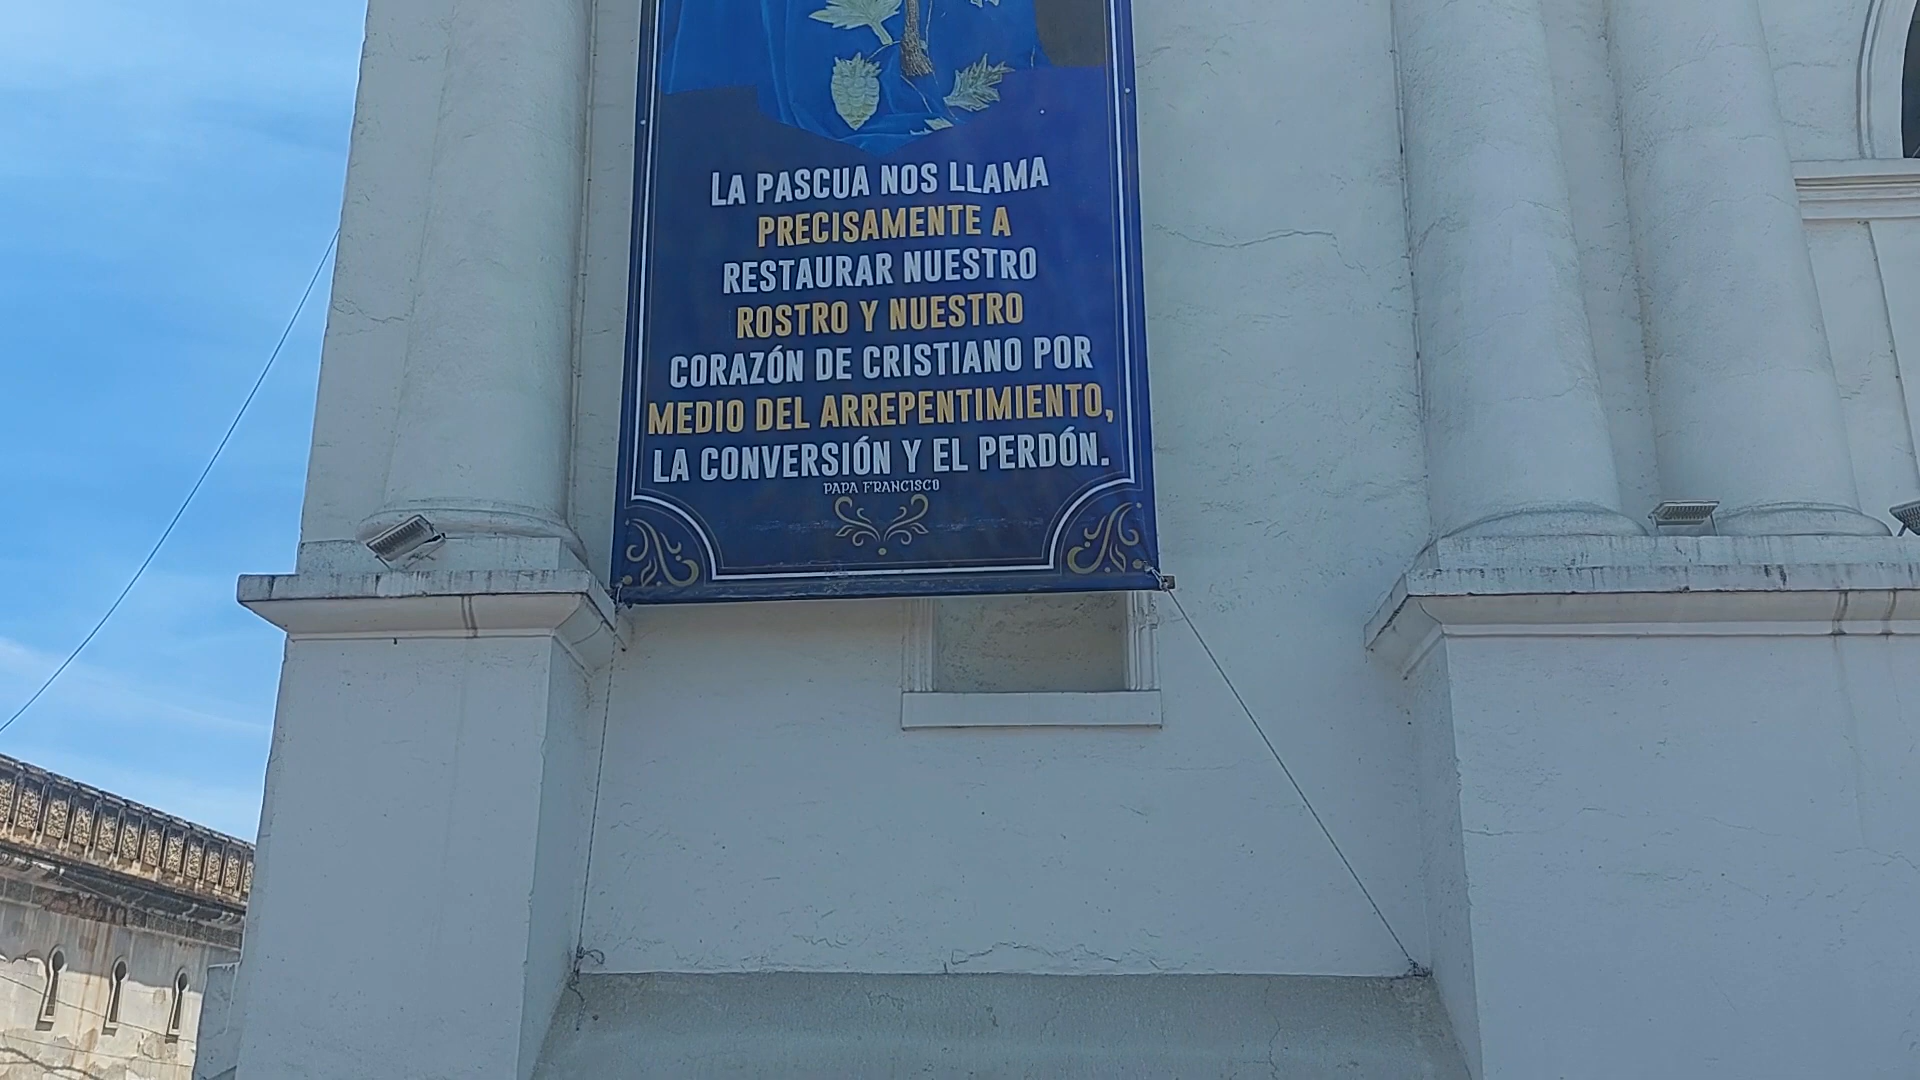 LA PASCUA NOS LLAMA
PRECISAMENTE A
RESTAURAR NUESTRO
ROSTRO Y NUESTRO
CORAZÓN DE CRISTIANO POR
MEDIO DEL ARREPENTIMIENTO,
LA CONVERSIÓN Y EL PERDÓN.
PAPA FRANCISCO